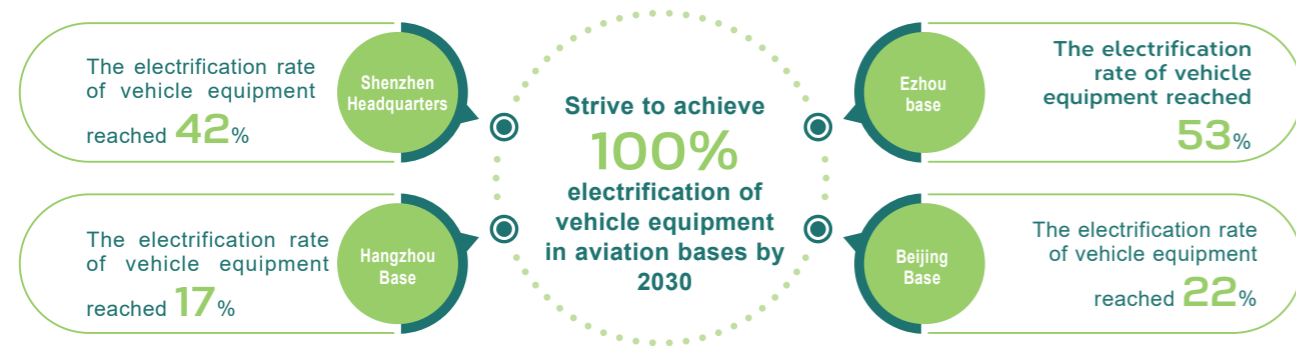 The electrification rate
of vehicle equipment
reached 42%
Shenzhen
Headquarters
The electrification rate
of vehicle equipment
reached 17%
Hangzhou
Base
Strive to achieve
100%
electrification of
vehicle equipment
in aviation bases by
2030
Ezhou
base
The electrification
rate of vehicle
equipment reached
53%
Beijing
Base
The electrification rate
of vehicle equipment
reached 22%